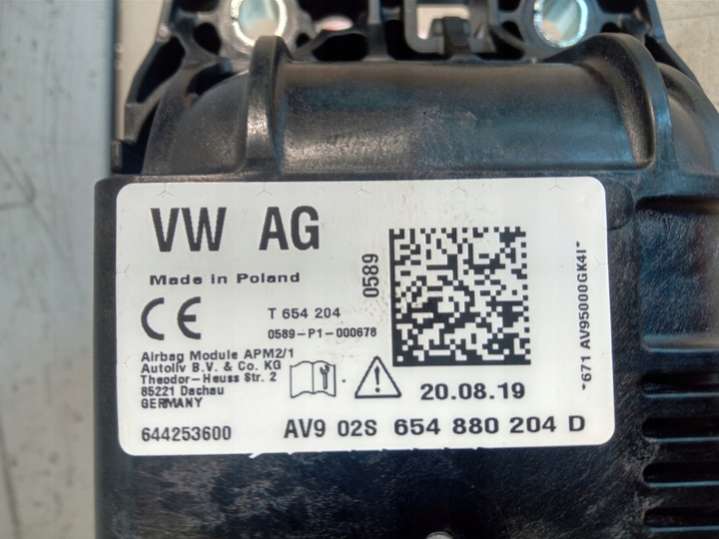 VW AG
Made in Poland
CE
T 654 204
0589-P1-000678
0589
Airbag Module APM2/1
Autoliv B.V. & Co. KG
Theodor-Heuss Str. 2
85221 Dachau
GERMANY
20.08.19
644253600
AV9 02S 654 880 204 D
*671 AV95000GK4I*